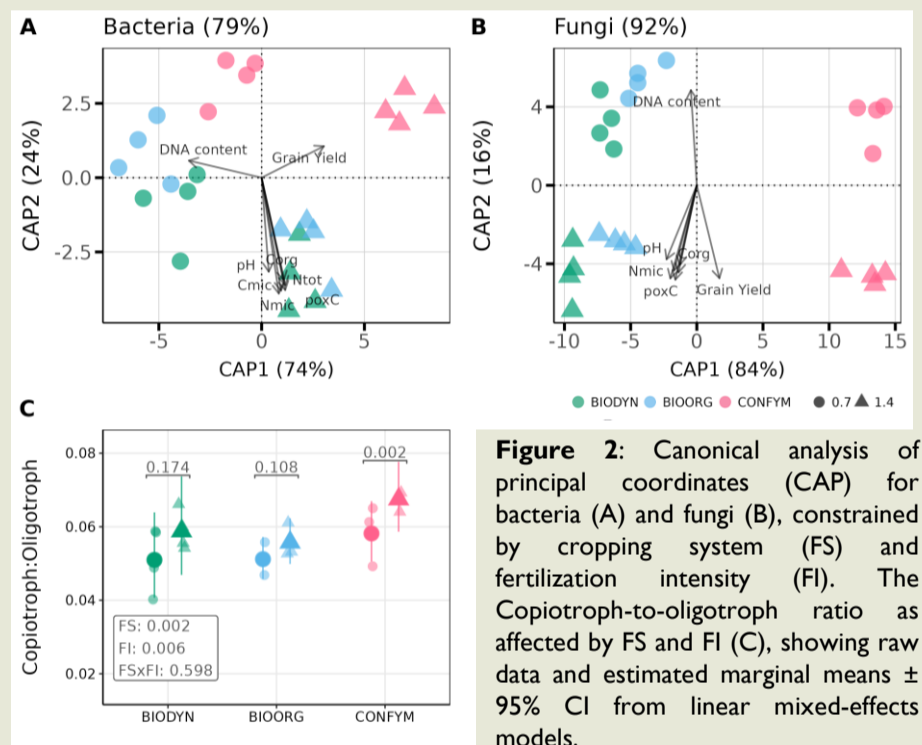 A Bacteria (79%)
CAP2 (24%)
2.5
0.0
-2.5
DNA content
Grain Yield
pH
Corg
Cmic
Ntot
Nmic
poxC
-5 0 5
CAP1 (74%)
B Fungi (92%)
CAP2 (16%)
4
0
-4
DNA content
pH
Corg
Nmic
poxC
Grain Yield
-10 -5 0 5 10 15
CAP1 (84%)
BIODYN BIOORG CONFYM 0.7 1.4
C
Copiotroph:Oligotroph
0.08
0.06
0.04
0.02
0.174 0.108 0.002
FS: 0.002
FI: 0.006
FSxFI: 0.598
BIODYN BIOORG CONFYM
Figure 2: Canonical analysis of
principal coordinates (CAP) for
bacteria (A) and fungi (B), constrained
by cropping system (FS) and
fertilization intensity (FI). The
Copiotroph-to-oligotroph ratio as
affected by FS and FI (C), showing raw
data and estimated marginal means ±
95% CI from linear mixed-effects
models.